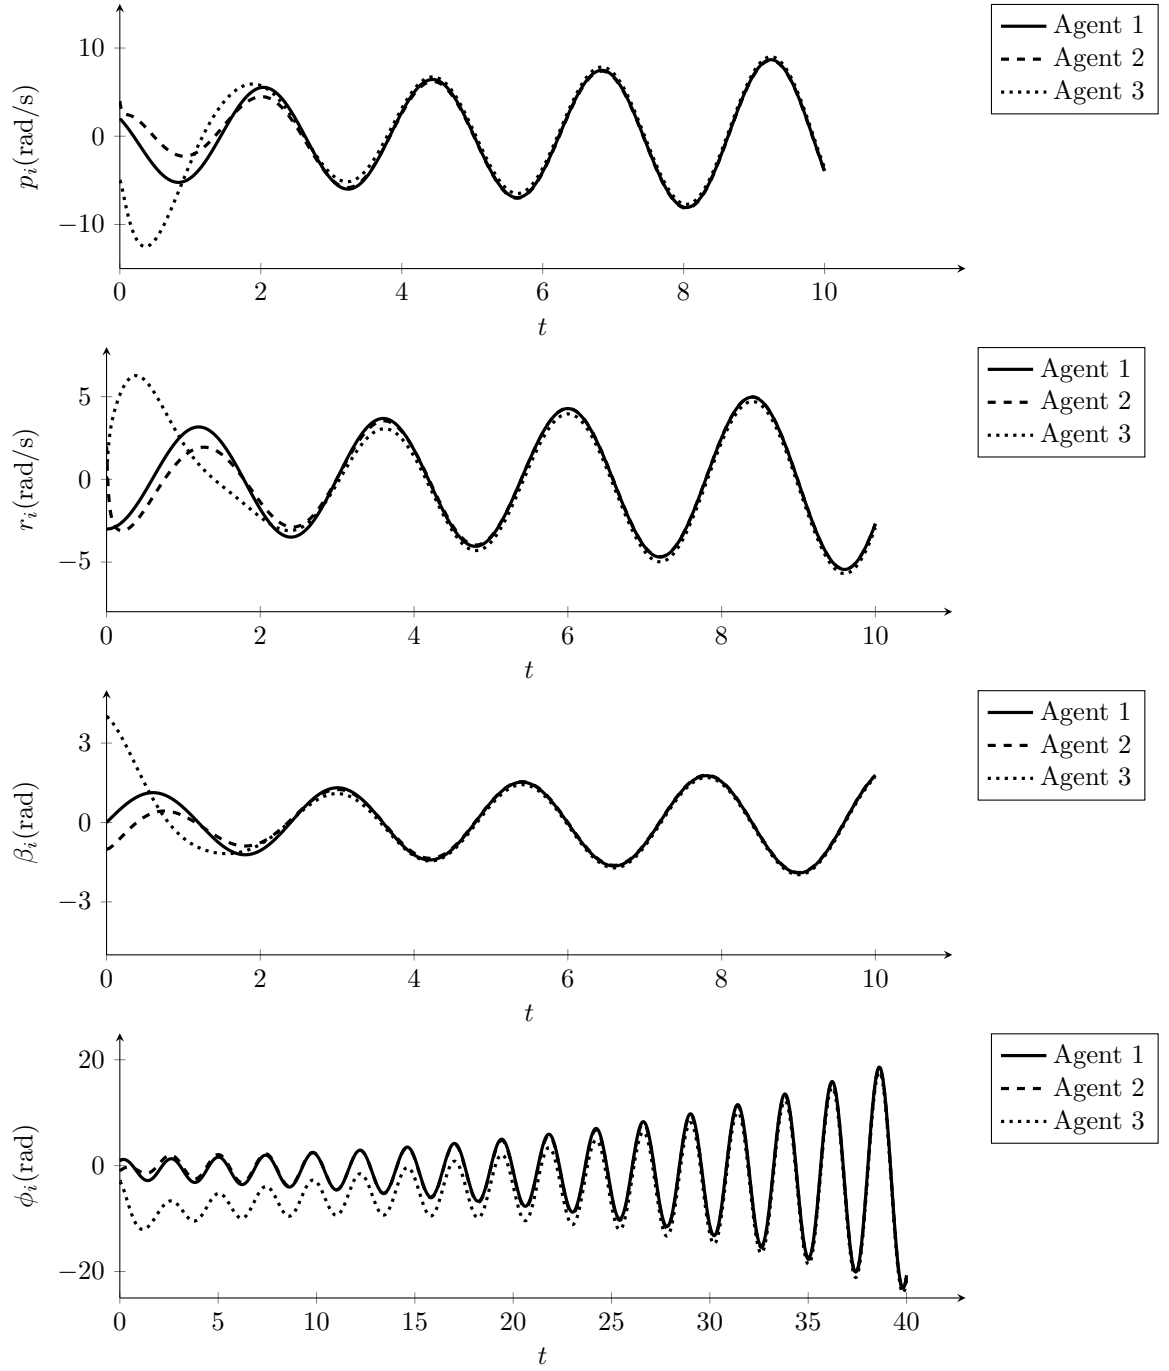 Agent 1
Agent 2
Agent 3
10
0
−10
p_i(rad/s)
0 2 4 6 8 10
t
Agent 1
Agent 2
Agent 3
5
0
−5
r_i(rad/s)
0 2 4 6 8 10
t
Agent 1
Agent 2
Agent 3
3
0
−3
β_i(rad)
0 2 4 6 8 10
t
Agent 1
Agent 2
Agent 3
20
0
−20
ϕ_i(rad)
0 5 10 15 20 25 30 35 40
t